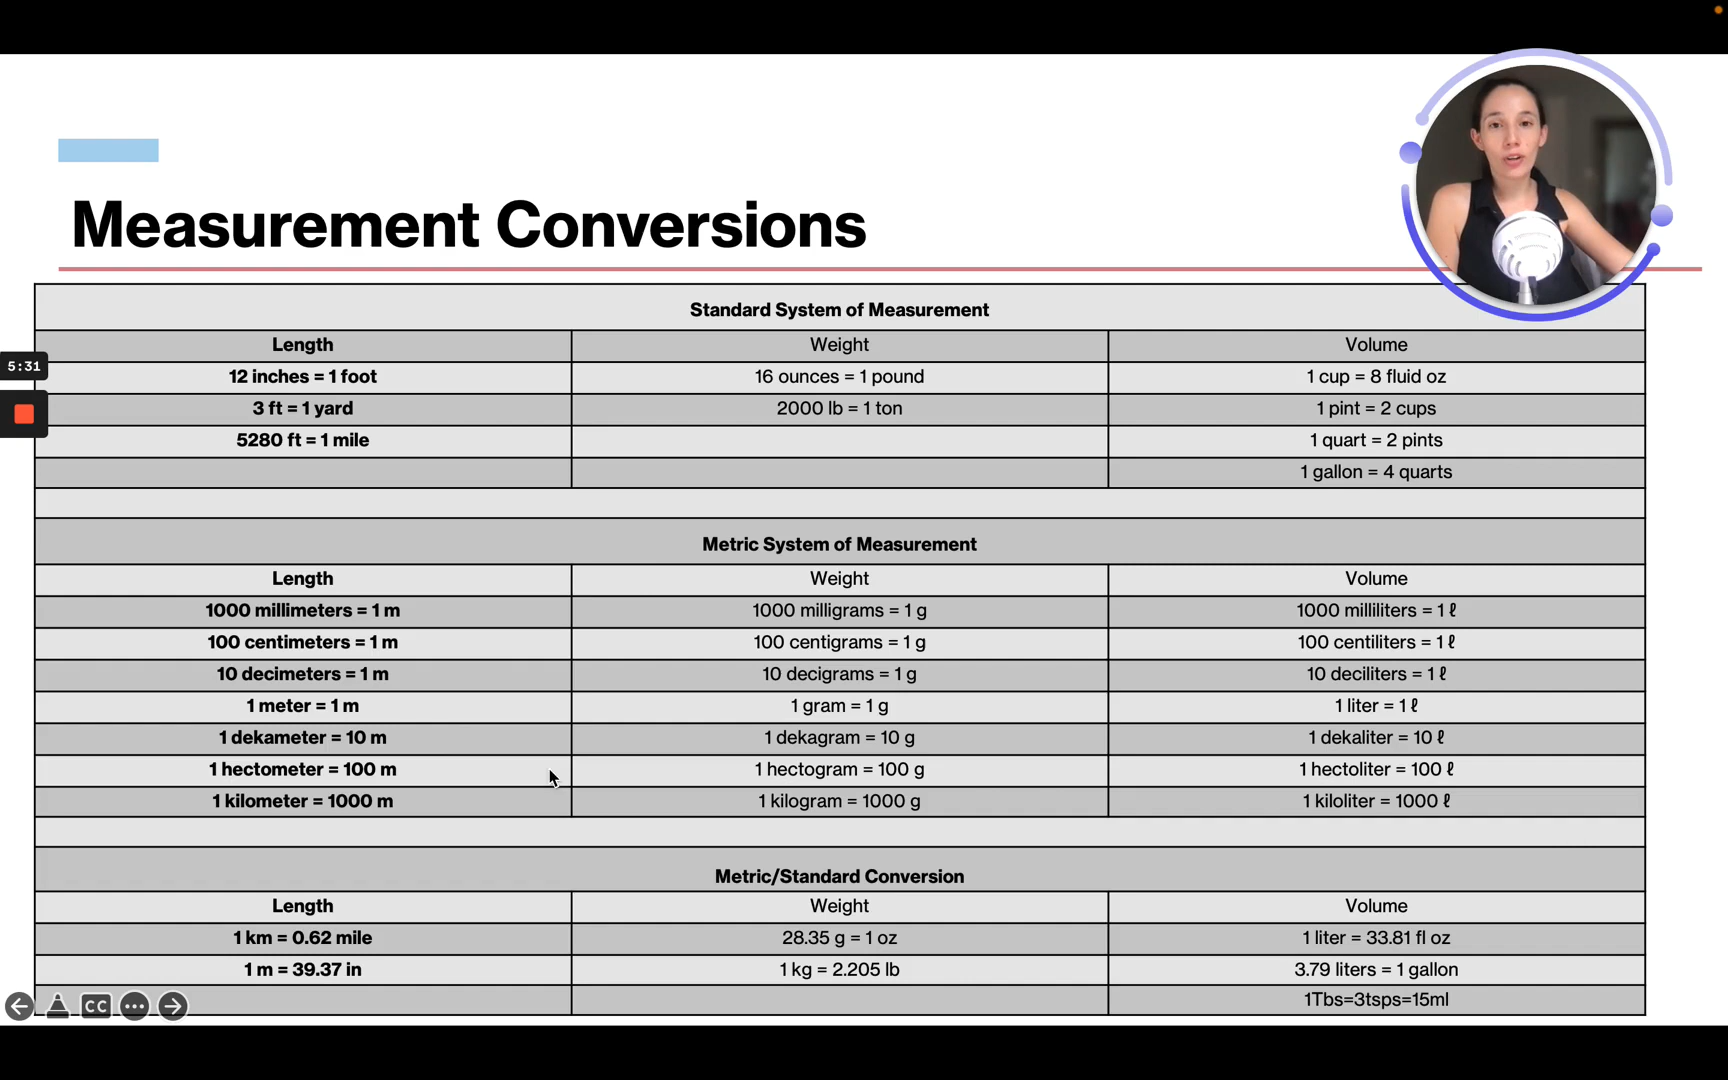 Measurement Conversions
Standard System of Measurement
Length Weight Volume
12 inches = 1 foot 16 ounces = 1 pound 1 cup = 8 fluid oz
3 ft = 1 yard 2000 lb = 1 ton 1 pint = 2 cups
5280 ft = 1 mile 1 quart = 2 pints
1 gallon = 4 quarts
Metric System of Measurement
Length Weight Volume
1000 millimeters = 1 m 1000 milligrams = 1 g 1000 milliliters = 1 ℓ
100 centimeters = 1 m 100 centigrams = 1 g 100 centiliters = 1 ℓ
10 decimeters = 1 m 10 decigrams = 1 g 10 deciliters = 1 ℓ
1 meter = 1 m 1 gram = 1 g 1 liter = 1 ℓ
1 dekameter = 10 m 1 dekagram = 10 g 1 dekaliter = 10 ℓ
1 hectometer = 100 m 1 hectogram = 100 g 1 hectoliter = 100 ℓ
1 kilometer = 1000 m 1 kilogram = 1000 g 1 kiloliter = 1000 ℓ
Metric/Standard Conversion
Length Weight Volume
1 km = 0.62 mile 28.35 g = 1 oz 1 liter = 33.81 fl oz
1 m = 39.37 in 1 kg = 2.205 lb 3.79 liters = 1 gallon
1Tbs=3tsps=15ml
5:31
CC